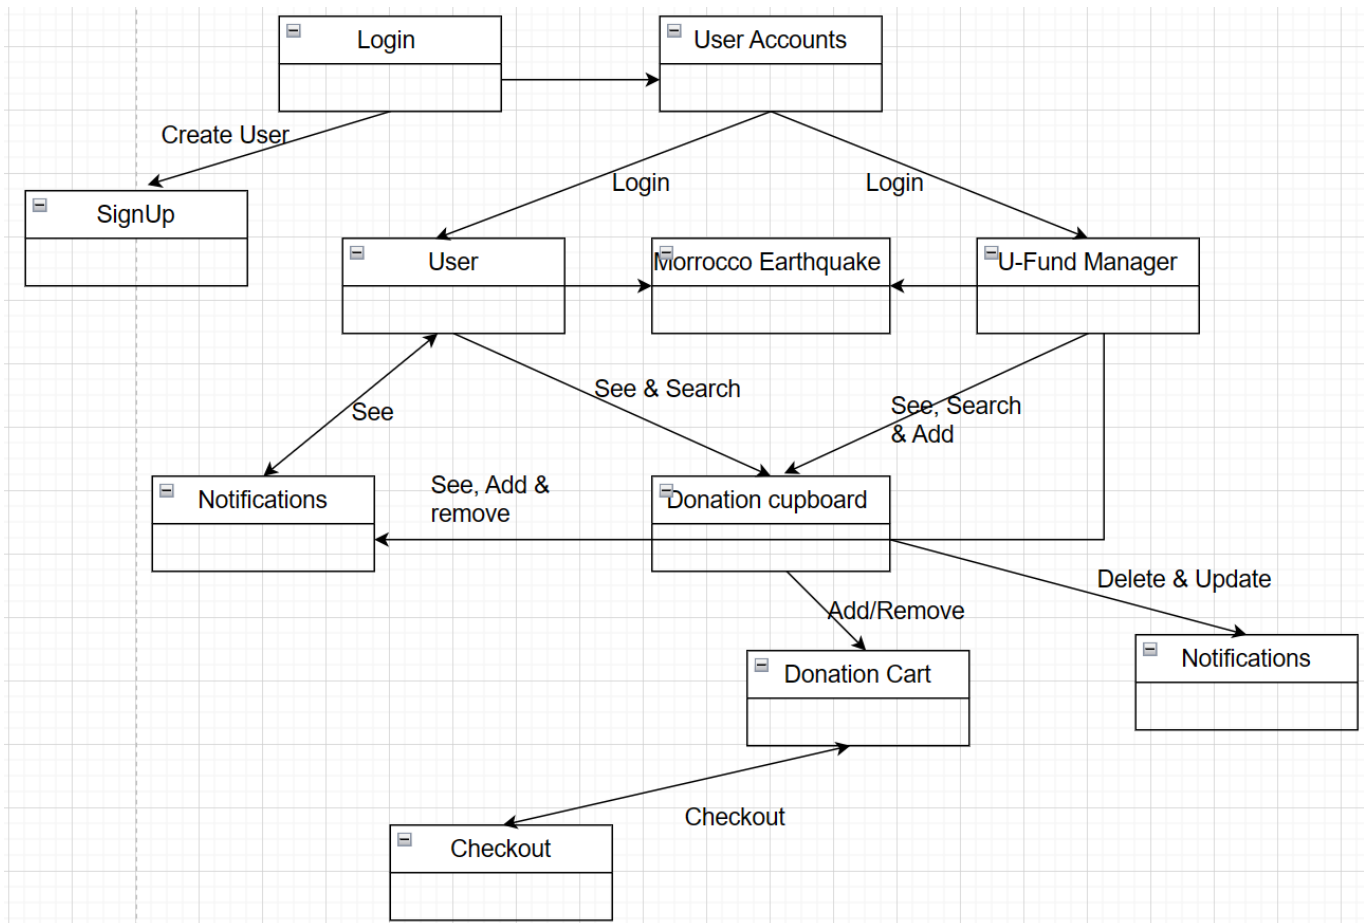 Login
User Accounts
Create User
SignUp
Login
Login
User
Morrocco Earthquake
U-Fund Manager
See
See & Search
See, Search
& Add
Notifications
See, Add &
remove
Donation cupboard
Delete & Update
Add/Remove
Donation Cart
Notifications
Checkout
Checkout